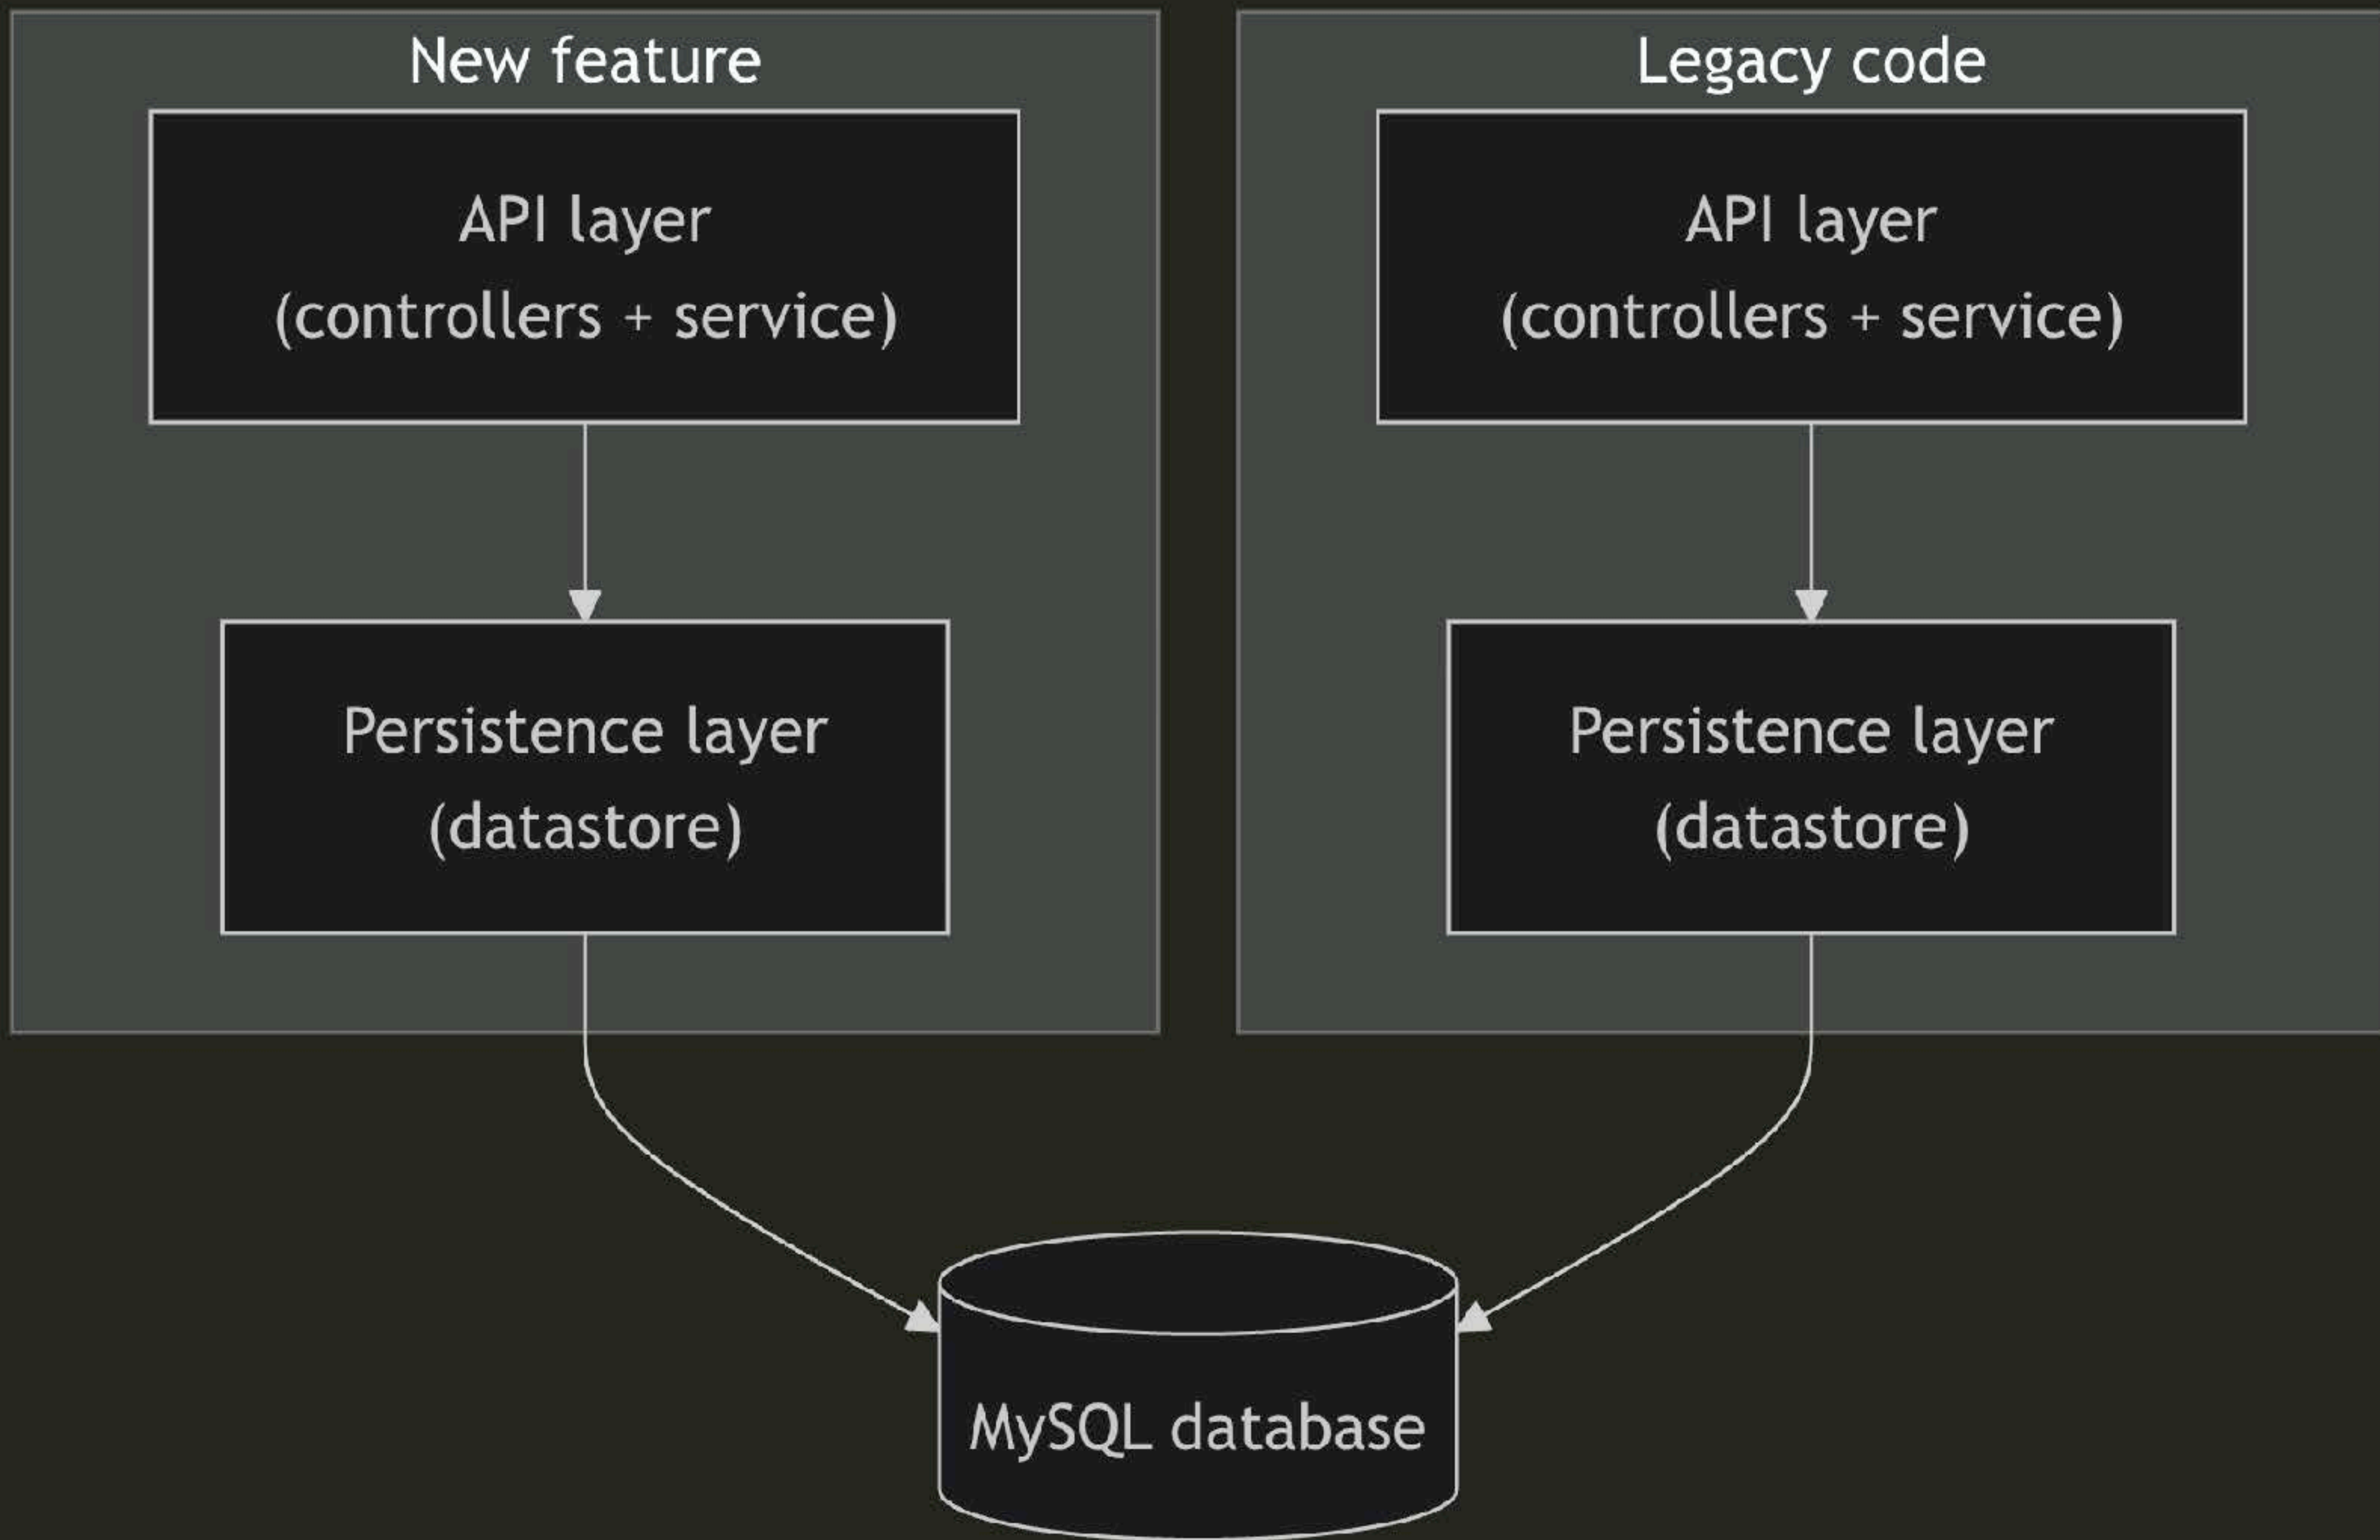 New feature
API layer
(controllers + service)
Persistence layer
(datastore)
Legacy code
API layer
(controllers + service)
Persistence layer
(datastore)
MySQL database